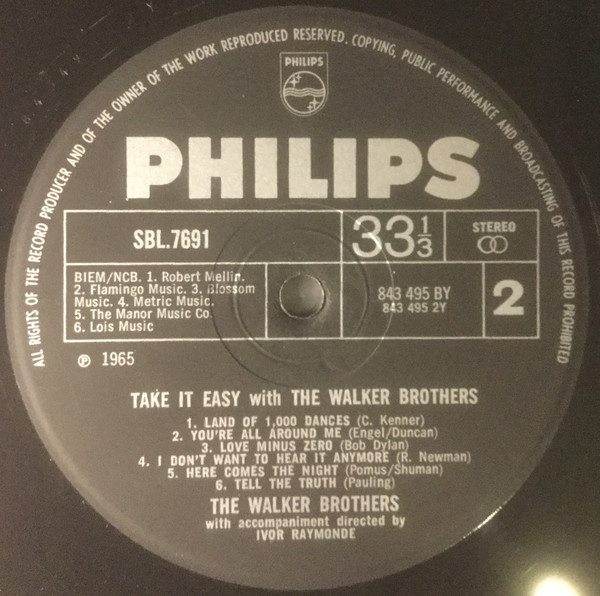 ALL RIGHTS OF THE RECORD PRODUCER AND OF THE OWNER OF THE WORK REPRODUCED RESERVED. COPYING, PUBLIC PERFORMANCE AND BROADCASTING OF THIS RECORD PROHIBITED
PHILIPS
PHILIPS
SBL.7691
33 1/3
STEREO
BIEM/NCB. 1. Robert Mellin.
2. Flamingo Music. 3. Blossom
Music. 4. Metric Music.
5. The Manor Music Co.
6. Lois Music
843 495 BY
843 495 2Y
2
℗ 1965
TAKE IT EASY with THE WALKER BROTHERS
1. LAND OF 1,000 DANCES (C. Kenner)
2. YOU'RE ALL AROUND ME (Engel/Duncan)
3. LOVE MINUS ZERO (Bob Dylan)
4. I DON'T WANT TO HEAR IT ANYMORE (R. Newman)
5. HERE COMES THE NIGHT (Pomus/Shuman)
6. TELL THE TRUTH (Pauling)
THE WALKER BROTHERS
with accompaniment directed by
IVOR RAYMONDE